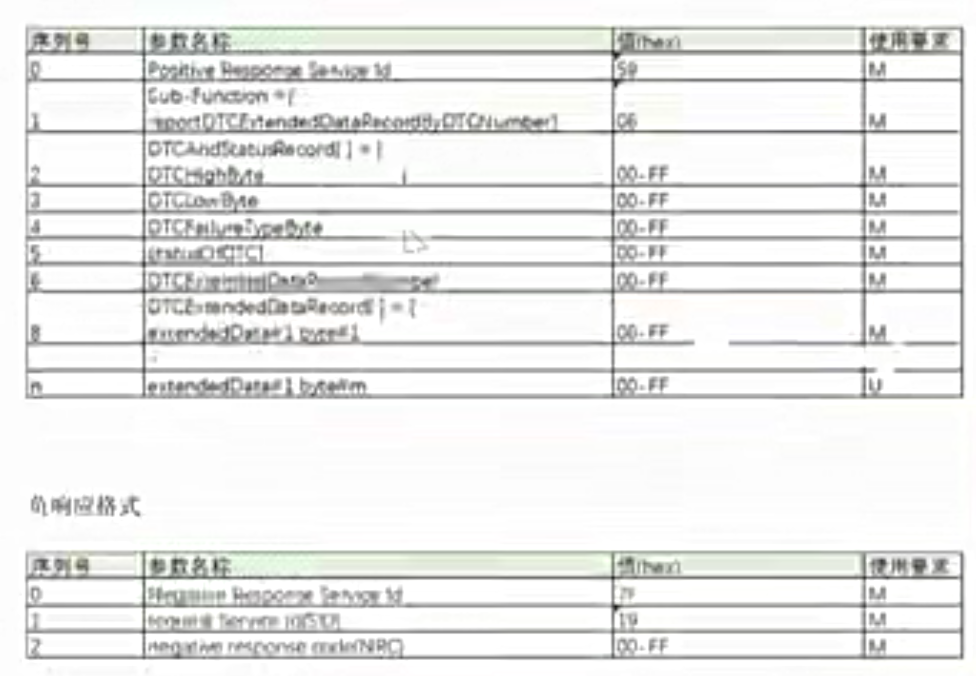 序列号 参数名称 值(hex) 使用要求
0 Positive Response Service Id 59 M
Sub-Function =[
1 reportDTCExtendedDataRecordByDTCNumber] 06 M
DTCAndStatusRecord[ ] = [
2 DTCHighByte 00-FF M
3 DTCLowByte 00-FF M
4 DTCFailureTypeByte 00-FF M
5 statusOfDTC] 00-FF M
6 00-FF M
DTCExtendedDataRecord[ ] = [
8 extendedData#1 byte#1 00-FF M
n extendedData#1 byte#m 00-FF U
负响应格式
序列号 参数名称 值(hex) 使用要求
0 Negative Response Service Id 7F M
1 request Service Id(SID) 19 M
2 negative response code(NRC) 00-FF M